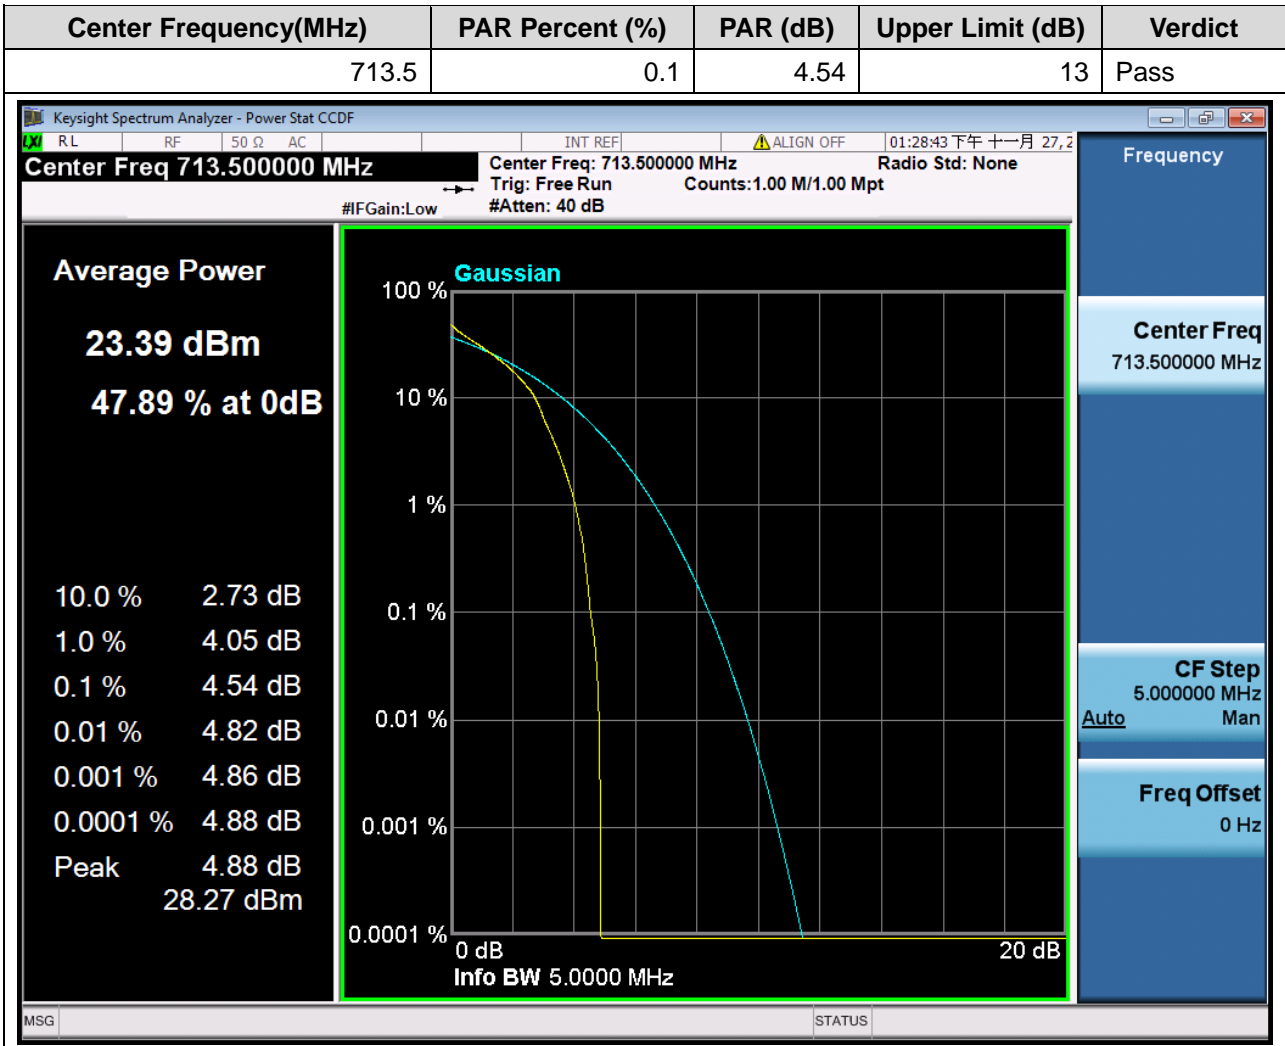 Center Frequency(MHz) PAR Percent (%) PAR (dB) Upper Limit (dB) Verdict
713.5 0.1 4.54 13 Pass
Keysight Spectrum Analyzer - Power Stat CCDF
LXI RL RF 50 Ω AC INT REF ALIGN OFF 01:28:43 下午 十一月 27, 2
Center Freq 713.500000 MHz
Center Freq: 713.500000 MHz Radio Std: None
Trig: Free Run Counts:1.00 M/1.00 Mpt
#IFGain:Low #Atten: 40 dB
Average Power
23.39 dBm
47.89 % at 0dB
10.0 % 2.73 dB
1.0 % 4.05 dB
0.1 % 4.54 dB
0.01 % 4.82 dB
0.001 % 4.86 dB
0.0001 % 4.88 dB
Peak 4.88 dB
28.27 dBm
Gaussian
100 %
10 %
1 %
0.1 %
0.01 %
0.001 %
0.0001 %
0 dB 20 dB
Info BW 5.0000 MHz
Frequency
Center Freq
713.500000 MHz
CF Step
5.000000 MHz
Auto Man
Freq Offset
0 Hz
MSG STATUS